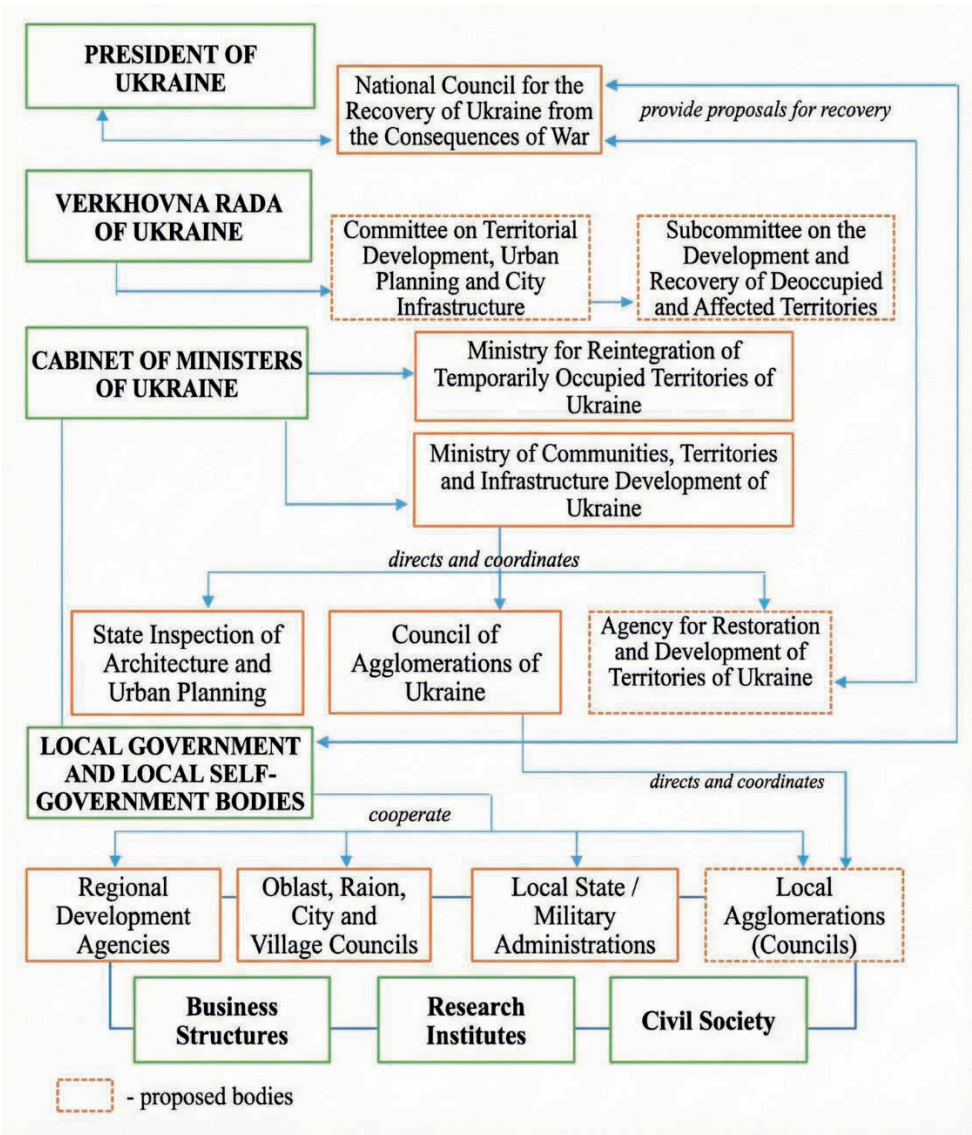 PRESIDENT OF
UKRAINE
National Council for the
Recovery of Ukraine from
the Consequences of War
provide proposals for recovery
VERKHOVNA RADA
OF UKRAINE
Committee on Territorial
Development, Urban
Planning and City
Infrastructure
Subcommittee on the
Development and
Recovery of Deoccupied
and Affected Territories
CABINET OF MINISTERS
OF UKRAINE
Ministry for Reintegration of
Temporarily Occupied Territories of
Ukraine
Ministry of Communities, Territories
and Infrastructure Development of
Ukraine
directs and coordinates
State Inspection of
Architecture and
Urban Planning
Council of
Agglomerations of
Ukraine
Agency for Restoration
and Development of
Territories of Ukraine
LOCAL GOVERNMENT
AND LOCAL SELF-
GOVERNMENT BODIES
directs and coordinates
cooperate
Regional
Development
Agencies
Oblast, Raion,
City and
Village Councils
Local State /
Military
Administrations
Local
Agglomerations
(Councils)
Business
Structures
Research
Institutes
Civil Society
- proposed bodies